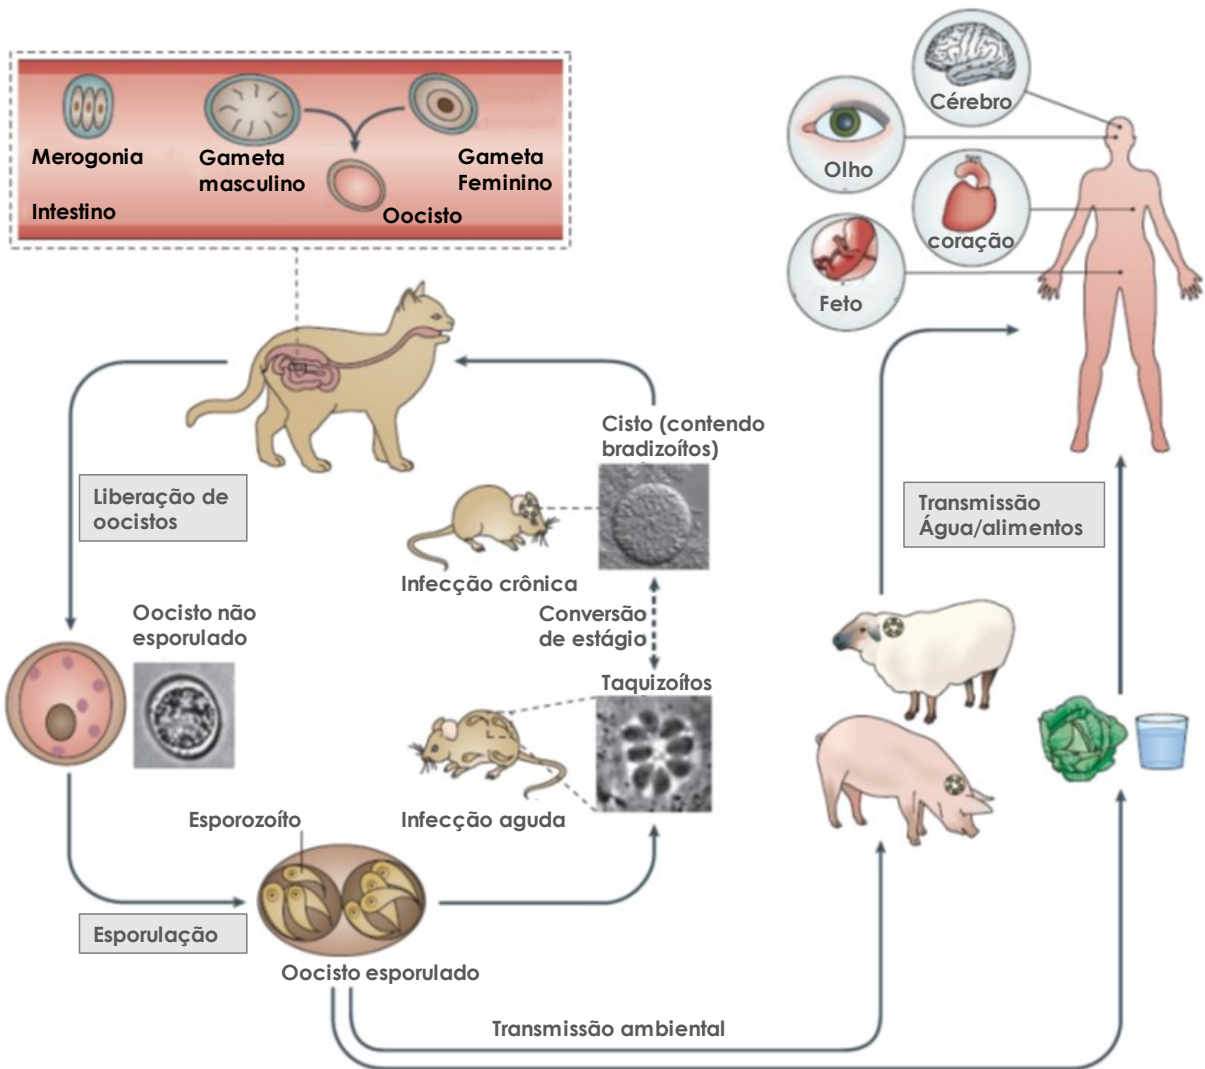 Merogonia
Gameta
masculino
Gameta
Feminino
Intestino
Oocisto
Cérebro
Olho
coração
Feto
Cisto (contendo
bradizoítos)
Liberação de
oocistos
Transmissão
Água/alimentos
Infecção crônica
Oocisto não
esporulado
Conversão
de estágio
Taquizoítos
Esporozoíto
Infecção aguda
Esporulação
Oocisto esporulado
Transmissão ambiental